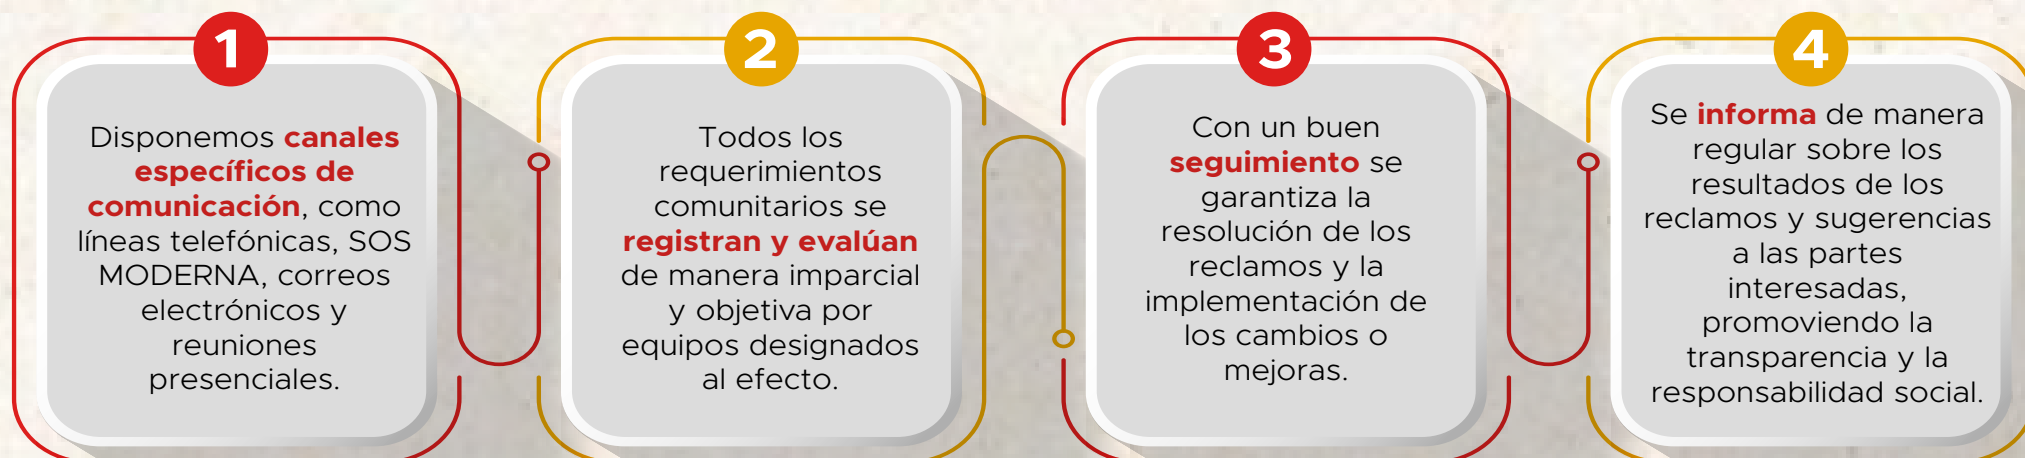 1
Disponemos canales
específicos de
comunicación, como
líneas telefónicas, SOS
MODERNA, correos
electrónicos y
reuniones
presenciales.
2
Todos los
requerimientos
comunitarios se
registran y evalúan
de manera imparcial
y objetiva por
equipos designados
al efecto.
3
Con un buen
seguimiento se
garantiza la
resolución de los
reclamos y la
implementación de
los cambios o
mejoras.
4
Se informa de manera
regular sobre los
resultados de los
reclamos y sugerencias
a las partes
interesadas,
promoviendo la
transparencia y la
responsabilidad social.